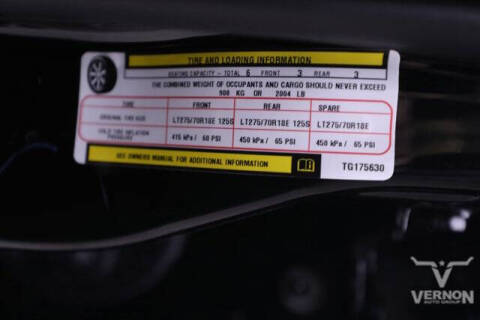 TIRE AND LOADING INFORMATION
SEATING CAPACITY - TOTAL 6 FRONT 3 REAR 3
THE COMBINED WEIGHT OF OCCUPANTS AND CARGO SHOULD NEVER EXCEED
908 KG OR 2004 LB
TIRE FRONT REAR SPARE
ORIGINAL TIRE SIZE LT275/70R18E 125S LT275/70R18E 125S LT275/70R18E
COLD TIRE INFLATION PRESSURE 415 kPa / 60 PSI 450 kPa / 65 PSI 450 kPa / 65 PSI
SEE OWNERS MANUAL FOR ADDITIONAL INFORMATION TG175630
VERNON
AUTO GROUP